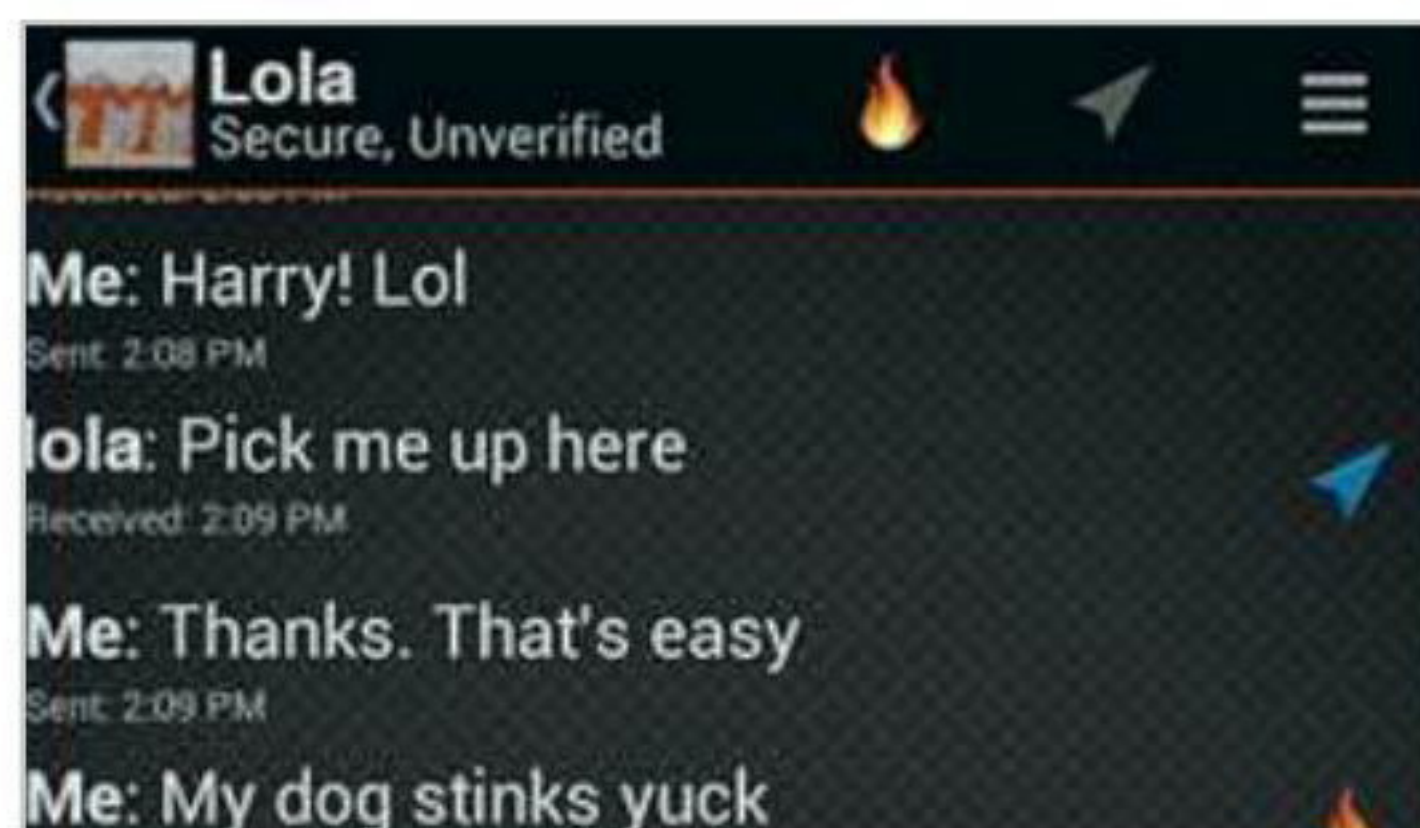 Lola
Secure, Unverified
Me: Harry! Lol
Sent: 2:08 PM
lola: Pick me up here
Received: 2:09 PM
Me: Thanks. That's easy
Sent: 2:09 PM
Me: My dog stinks yuck